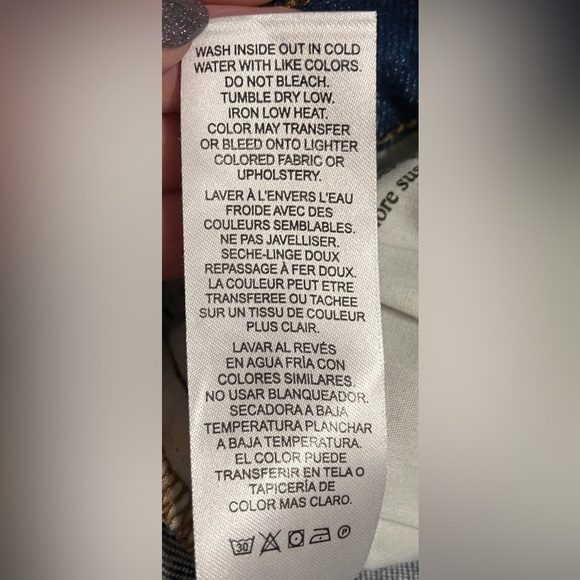 WASH INSIDE OUT IN COLD
WATER WITH LIKE COLORS.
DO NOT BLEACH.
TUMBLE DRY LOW.
IRON LOW HEAT.
COLOR MAY TRANSFER
OR BLEED ONTO LIGHTER
COLORED FABRIC OR
UPHOLSTERY.
LAVER À L'ENVERS L'EAU
FROIDE AVEC DES
COULEURS SEMBLABLES.
NE PAS JAVELLISER.
SECHE-LINGE DOUX
REPASSAGE À FER DOUX.
LA COULEUR PEUT ETRE
TRANSFEREE OU TACHEE
SUR UN TISSU DE COULEUR
PLUS CLAIR.
LAVAR AL REVÉS
EN AGUA FRÍA CON
COLORES SIMILARES.
NO USAR BLANQUEADOR.
SECADORA A BAJA
TEMPERATURA PLANCHAR
A BAJA TEMPERATURA.
EL COLOR PUEDE
TRANSFERIR EN TELA O
TAPICERÍA DE
COLOR MAS CLARO.
30 P